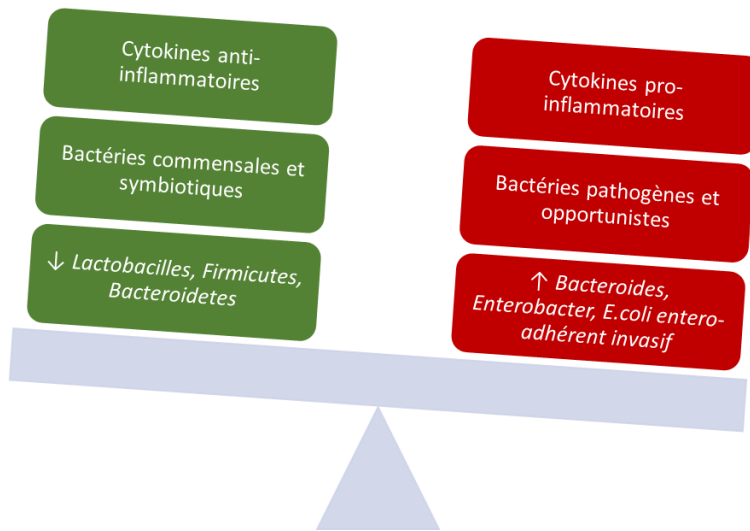 Cytokines anti-
inflammatoires
Bactéries commensales et
symbiotiques
↓ Lactobacilles, Firmicutes,
Bacteroidetes
Cytokines pro-
inflammatoires
Bactéries pathogènes et
opportunistes
↑ Bacteroides,
Enterobacter, E.coli entero-
adhérent invasif